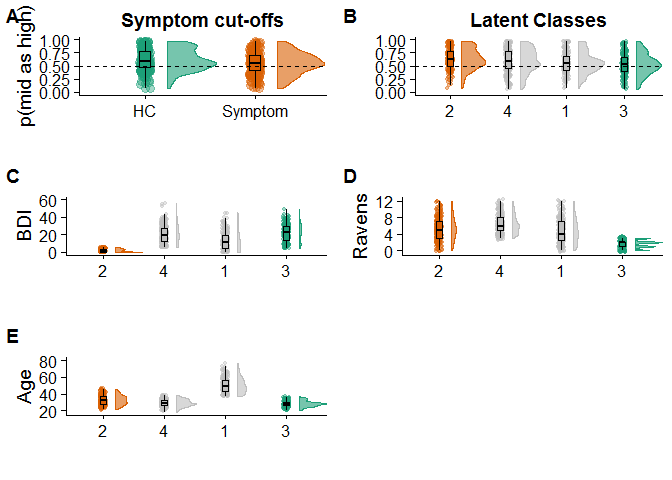 A
Symptom cut-offs
p(mid as high)
1.00
0.75
0.50
0.25
0.00
HC
Symptom
B
Latent Classes
1.00
0.75
0.50
0.25
0.00
2
4
1
3
C
BDI
60
40
20
0
2
4
1
3
D
Ravens
12
8
4
0
2
4
1
3
E
Age
80
60
40
20
2
4
1
3